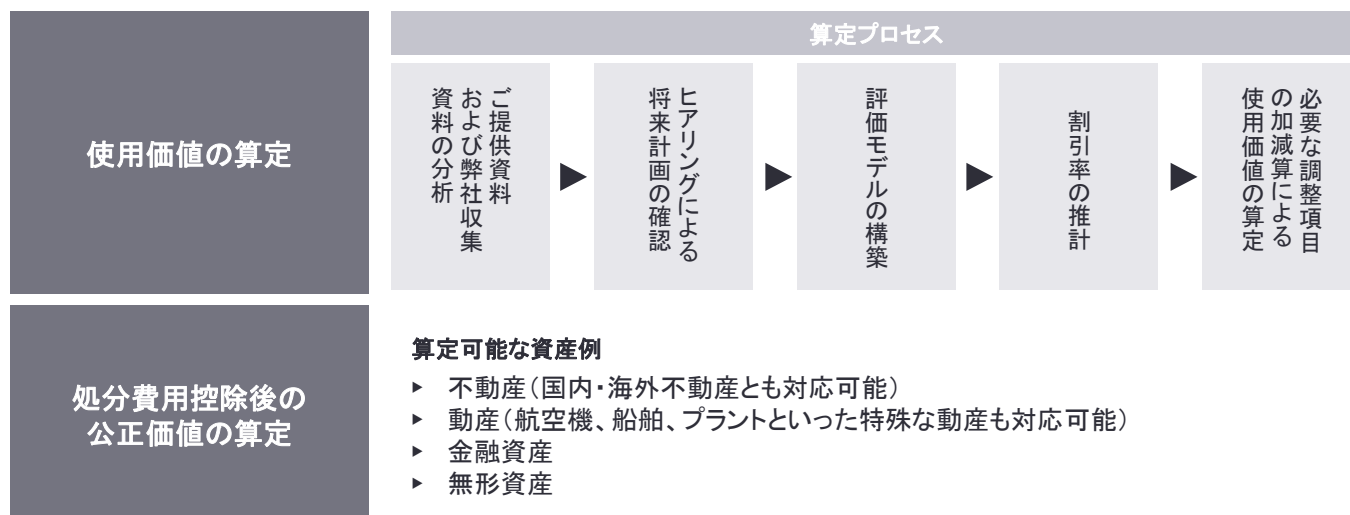 使用価値の算定
算定プロセス
ご提供資料
および弊社収集
資料の分析
▶
ヒアリングによる
将来計画の確認
▶
評価モデルの構築
▶
割引率の推計
▶
必要な調整項目
の加減算による
使用価値の算定
処分費用控除後の
公正価値の算定
算定可能な資産例
▶ 不動産（国内・海外不動産とも対応可能）
▶ 動産（航空機、船舶、プラントといった特殊な動産も対応可能）
▶ 金融資産
▶ 無形資産